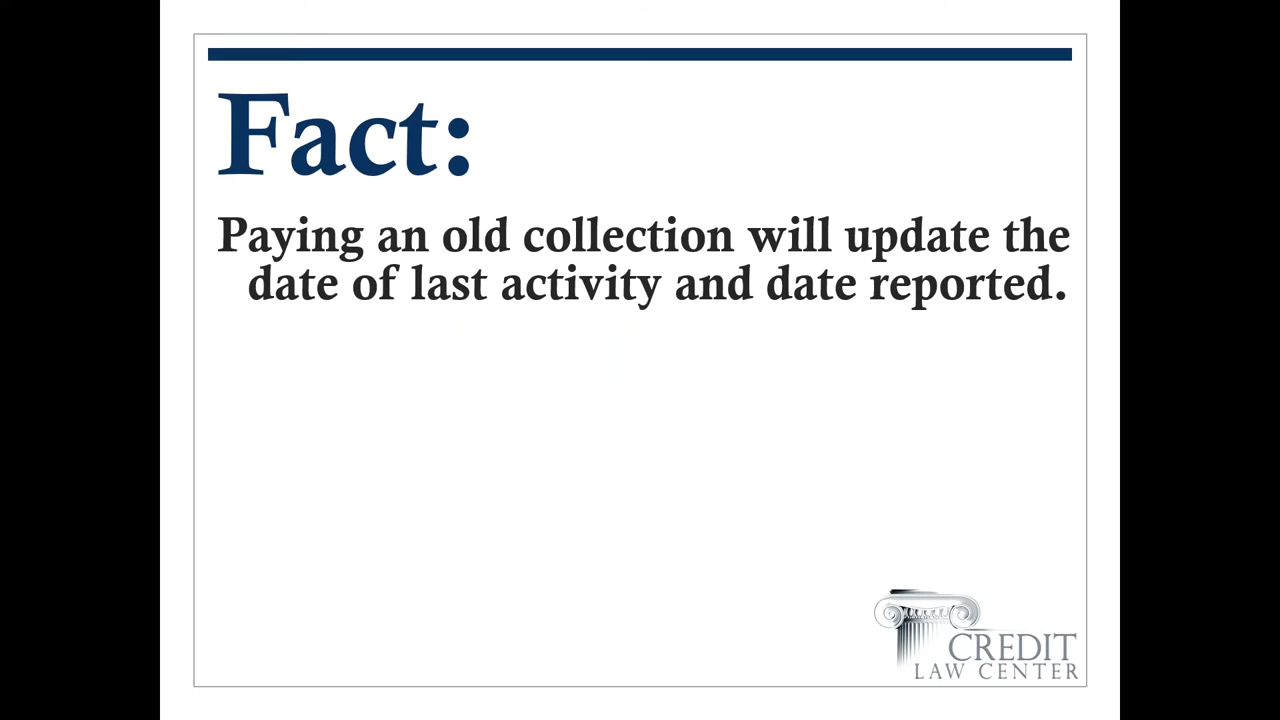 Fact:
Paying an old collection will update the
date of last activity and date reported.
CREDIT
LAW CENTER